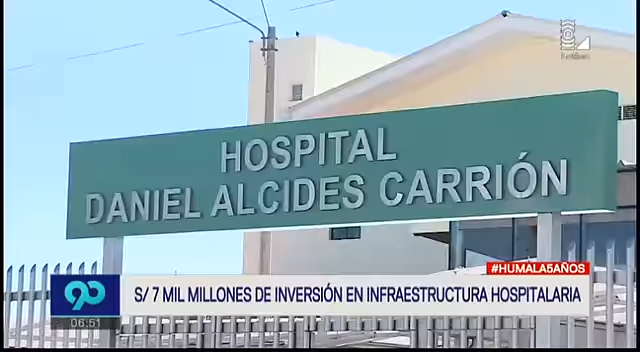 HOSPITAL
DANIEL ALCIDES CARRIÓN
#HUMALA5AÑOS
90
S/ 7 MIL MILLONES DE INVERSIÓN EN INFRAESTRUCTURA HOSPITALARIA
06:51